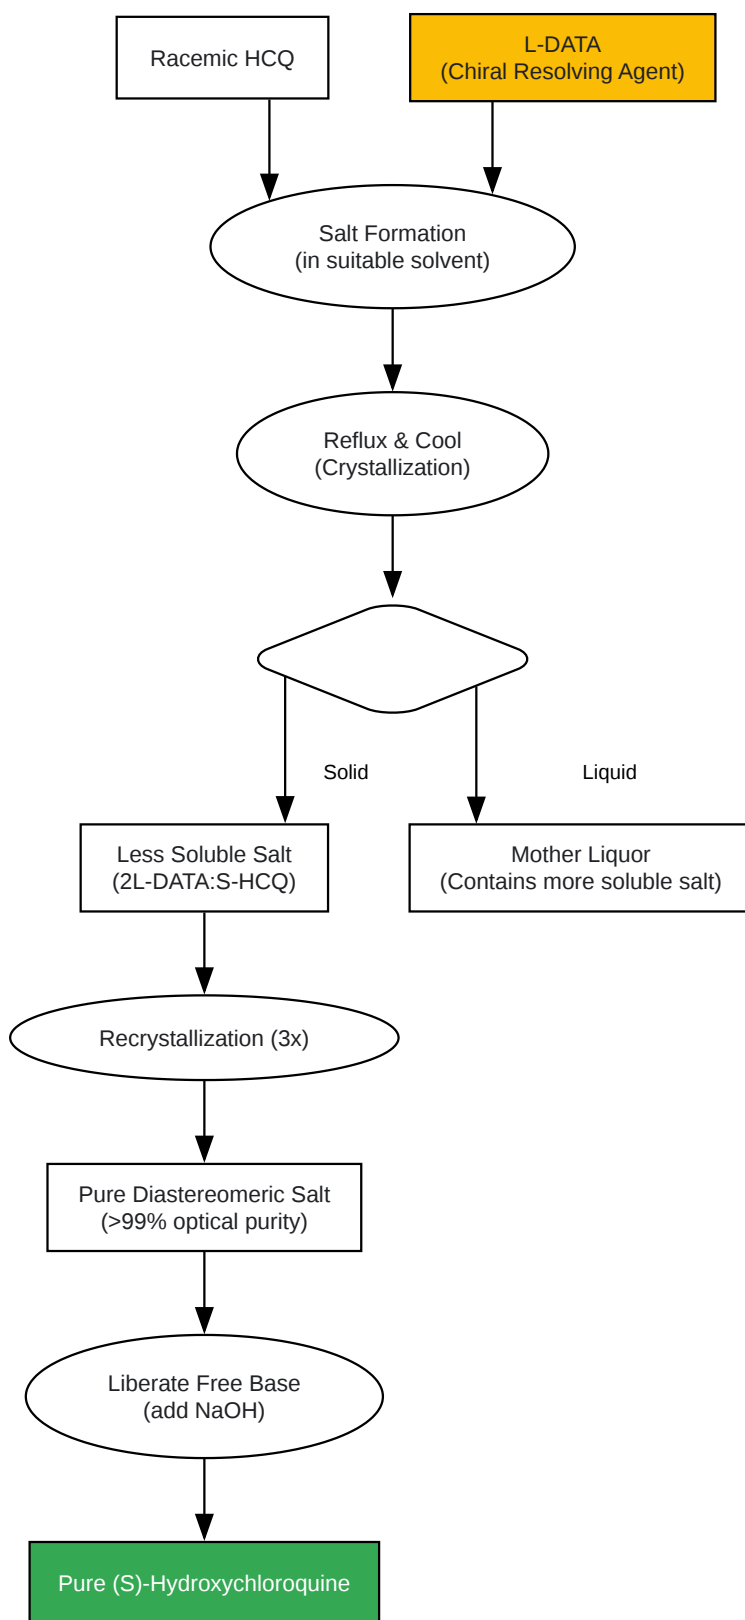 Racemic HCQ
L-DATA
(Chiral Resolving Agent)
Salt Formation
(in suitable solvent)
Reflux & Cool
(Crystallization)
Solid
Liquid
Less Soluble Salt
(2L-DATA:S-HCQ)
Mother Liquor
(Contains more soluble salt)
Recrystallization (3x)
Pure Diastereomeric Salt
(>99% optical purity)
Liberate Free Base
(add NaOH)
Pure (S)-Hydroxychloroquine